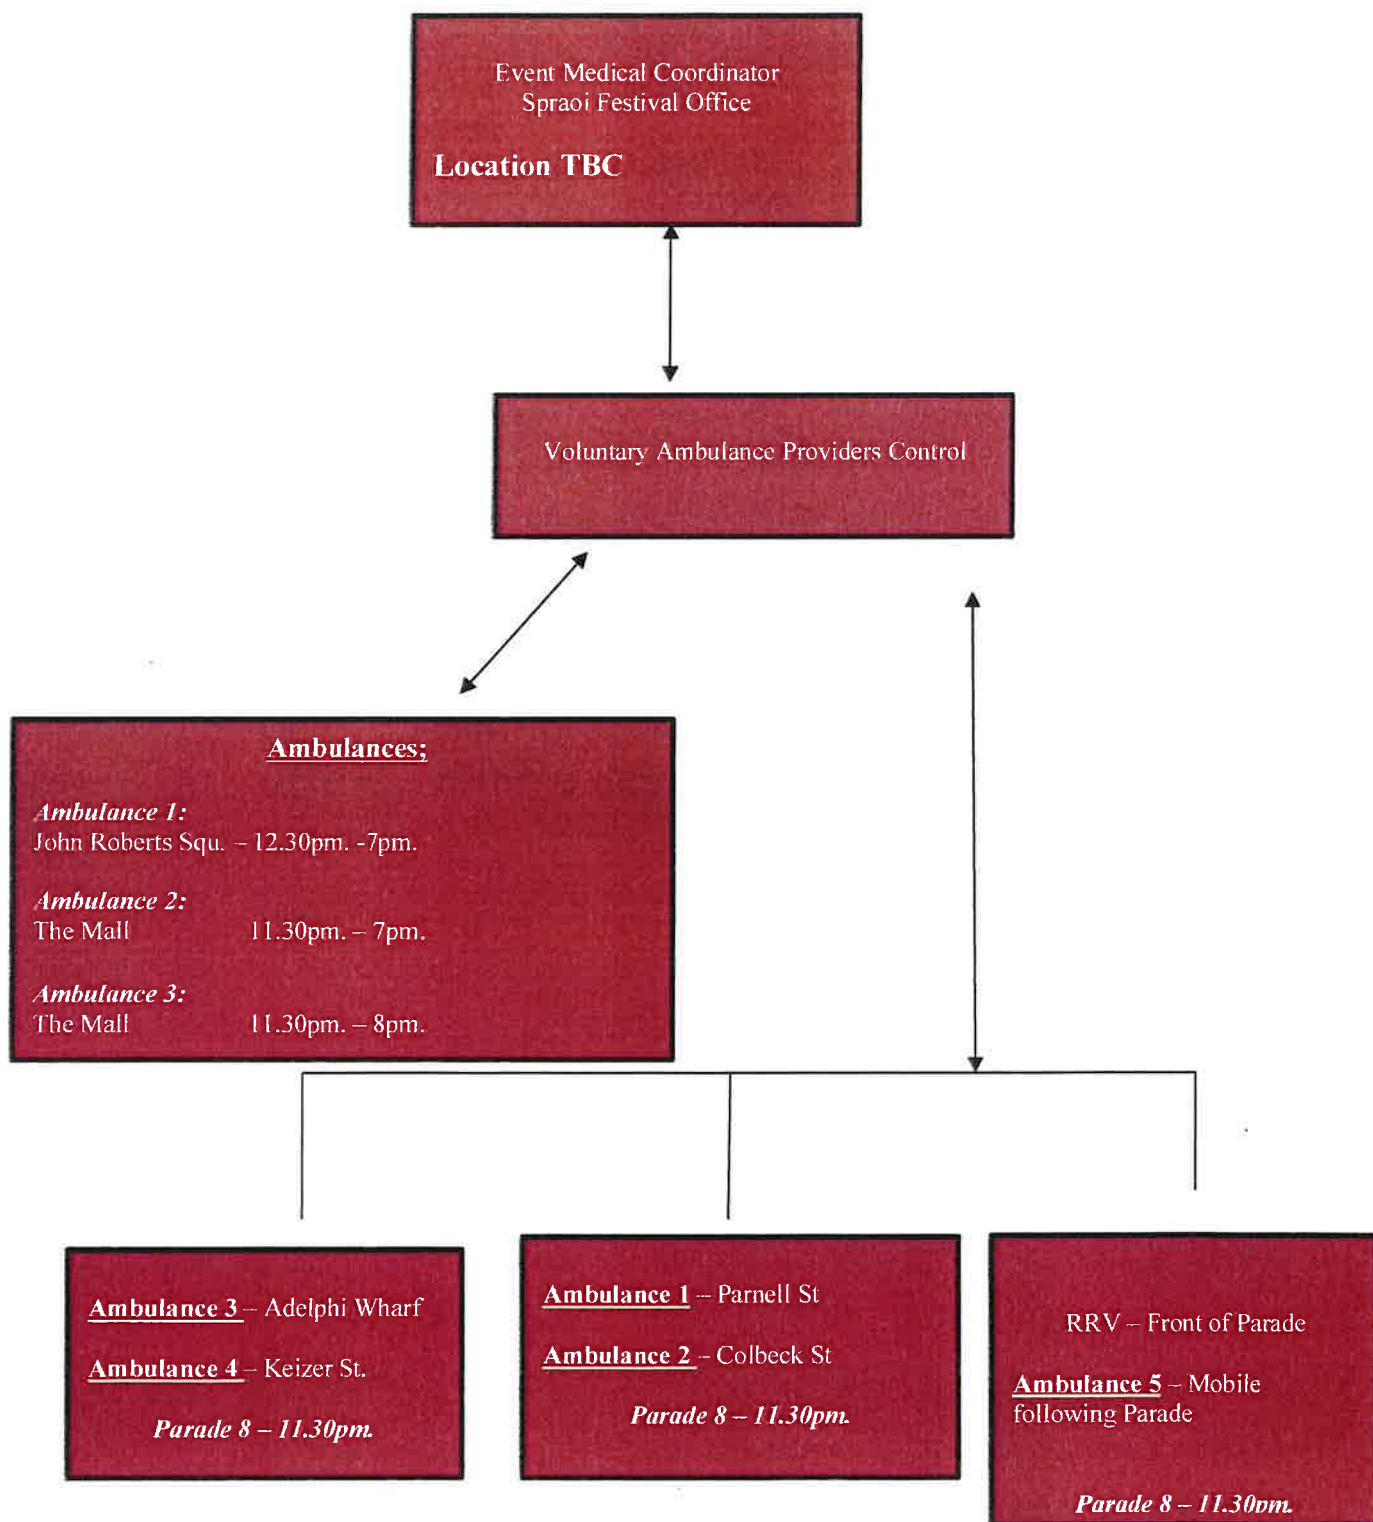 Event Medical Coordinator
Spraoi Festival Office
Location TBC
Voluntary Ambulance Providers Control
Ambulances;
Ambulance 1:
John Roberts Squ. – 12.30pm. -7pm.
Ambulance 2:
The Mall 11.30pm. – 7pm.
Ambulance 3:
The Mall 11.30pm. – 8pm.
Ambulance 3 – Adelphi Wharf
Ambulance 4 – Keizer St.
Parade 8 – 11.30pm.
Ambulance 1 – Parnell St
Ambulance 2 – Colbeck St
Parade 8 – 11.30pm.
RRV – Front of Parade
Ambulance 5 – Mobile
following Parade
Parade 8 – 11.30pm.